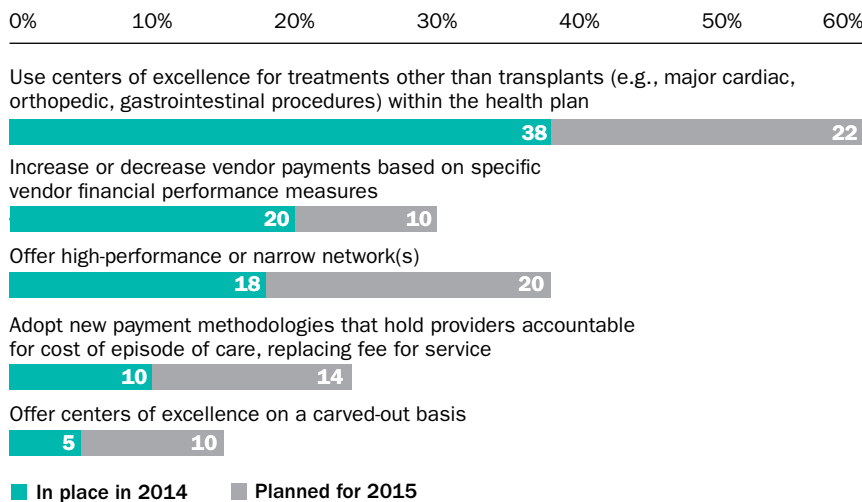 0% 10% 20% 30% 40% 50% 60%
Use centers of excellence for treatments other than transplants (e.g., major cardiac,
orthopedic, gastrointestinal procedures) within the health plan
38 22
Increase or decrease vendor payments based on specific
vendor financial performance measures
20 10
Offer high-performance or narrow network(s)
18 20
Adopt new payment methodologies that hold providers accountable
for cost of episode of care, replacing fee for service
10 14
Offer centers of excellence on a carved-out basis
5 10
In place in 2014 Planned for 2015